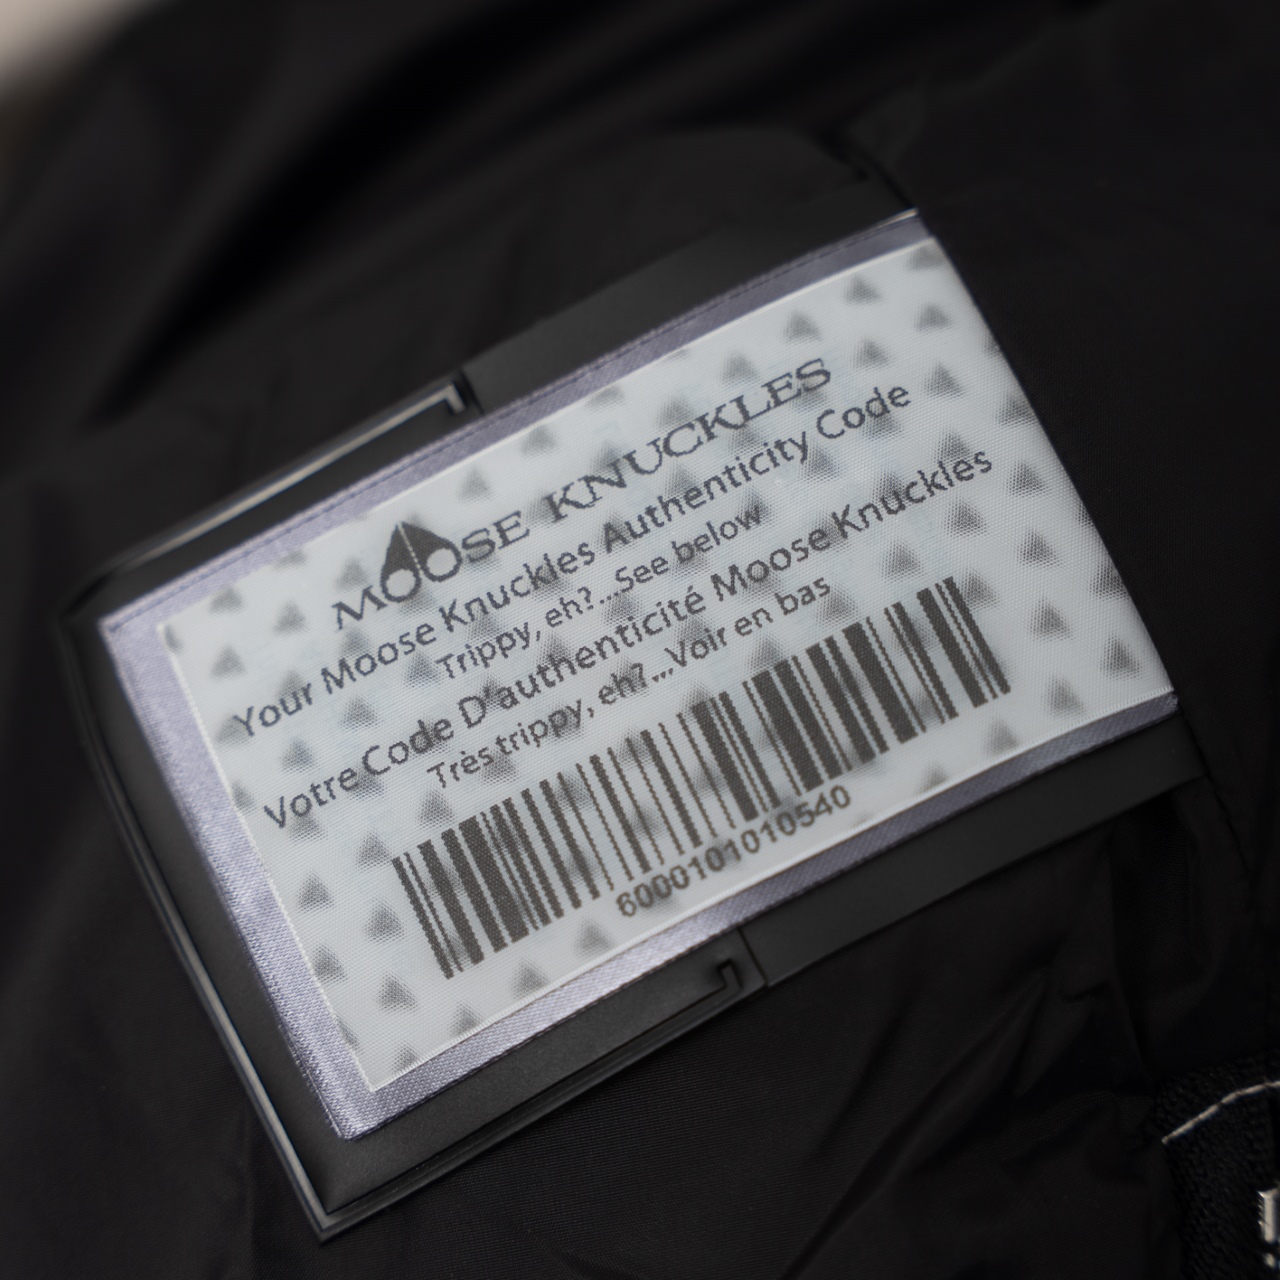 MOOSE KNUCKLES
Your Moose Knuckles Authenticity Code
Trippy, eh?...See below
Votre Code D'authenticité Moose Knuckles
Très trippy, eh?...Voir en bas
6000101010540